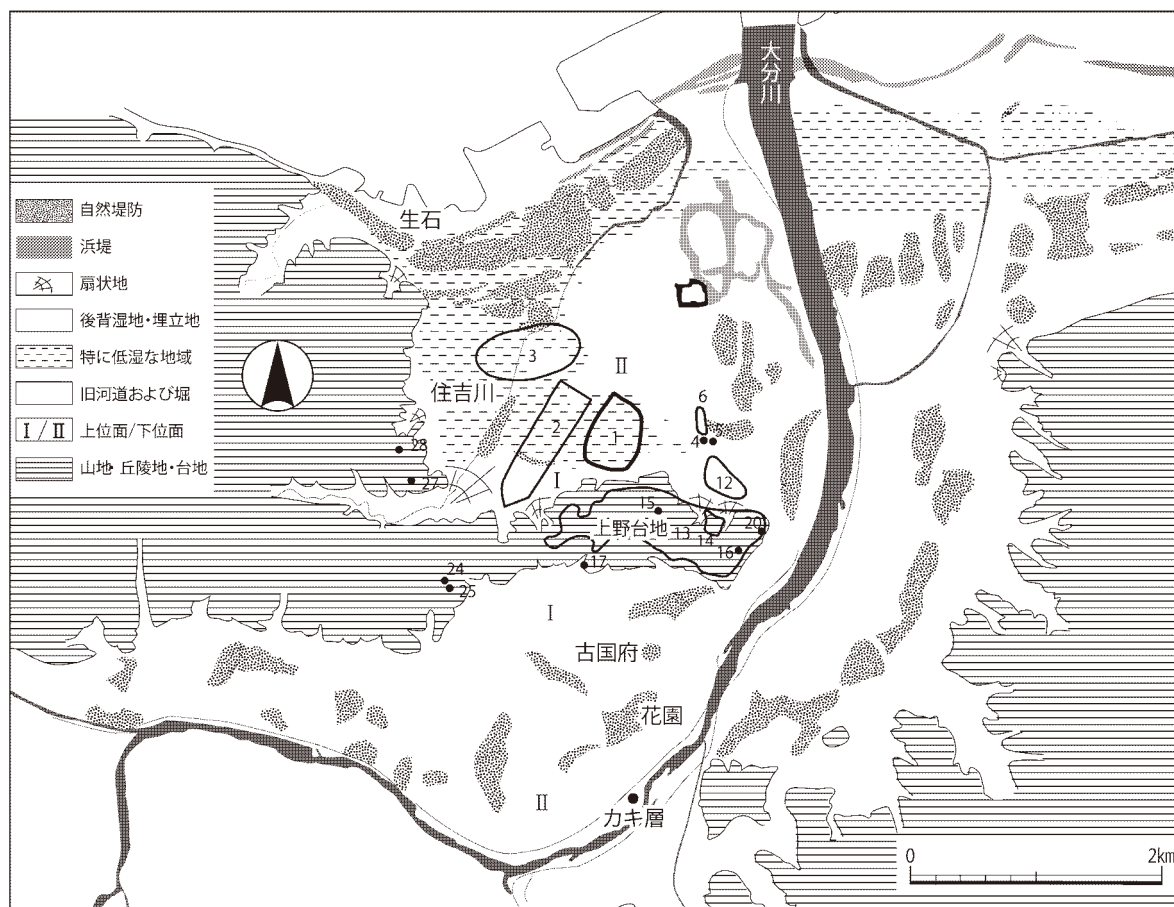 大分川
生石
自然堤防
浜堤
扇状地
後背湿地・埋立地
特に低湿な地域
旧河道および堀
Ⅰ/Ⅱ 上位面/下位面
山地・丘陵地・台地
3
Ⅱ
住吉川
6
2
1
4 5
28
27
12
Ⅰ
15
上野台地
13
14
20
16
17
24
25
Ⅰ
古国府
花園
Ⅱ
カキ層
0 2km